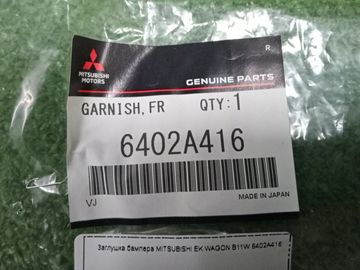 R
MITSUBISHI
MOTORS
GENUINE PARTS
GARNISH, FR QTY:1
6402A416
VJ
MADE IN JAPAN
Заглушка бампера MITSUBISHI EK WAGON B11W 6402A416